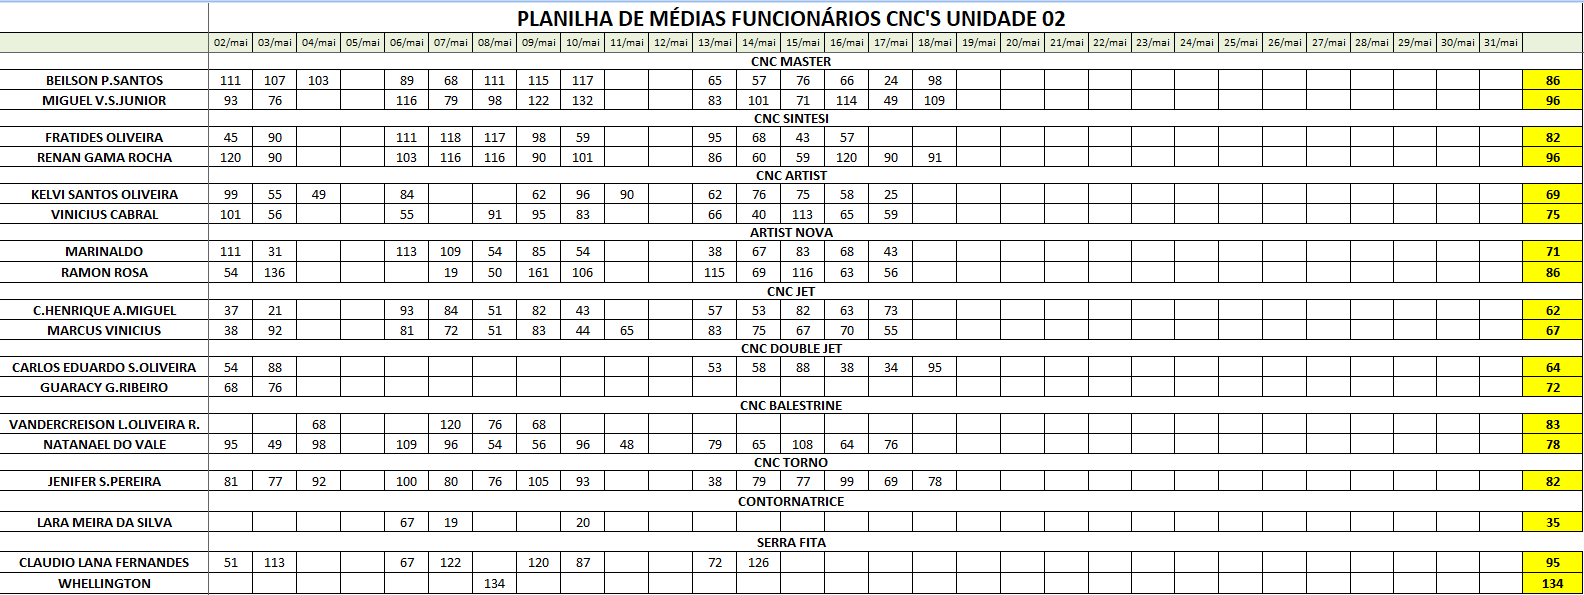 PLANILHA DE MÉDIAS FUNCIONÁRIOS CNC'S UNIDADE 02
02/mai 03/mai 04/mai 05/mai 06/mai 07/mai 08/mai 09/mai 10/mai 11/mai 12/mai 13/mai 14/mai 15/mai 16/mai 17/mai 18/mai 19/mai 20/mai 21/mai 22/mai 23/mai 24/mai 25/mai 26/mai 27/mai 28/mai 29/mai 30/mai 31/mai
CNC MASTER
BEILSON P.SANTOS 111 107 103 89 68 111 115 117 65 57 76 66 24 98 86
MIGUEL V.S.JUNIOR 93 76 116 79 98 122 132 83 101 71 114 49 109 96
CNC SINTESI
FRATIDES OLIVEIRA 45 90 111 118 117 98 59 95 68 43 57 82
RENAN GAMA ROCHA 120 90 103 116 116 90 101 86 60 59 120 90 91 96
CNC ARTIST
KELVI SANTOS OLIVEIRA 99 55 49 84 62 96 90 62 76 75 58 25 69
VINICIUS CABRAL 101 56 55 91 95 83 66 40 113 65 59 75
ARTIST NOVA
MARINALDO 111 31 113 109 54 85 54 38 67 83 68 43 71
RAMON ROSA 54 136 19 50 161 106 115 69 116 63 56 86
CNC JET
C.HENRIQUE A.MIGUEL 37 21 93 84 51 82 43 57 53 82 63 73 62
MARCUS VINICIUS 38 92 81 72 51 83 44 65 83 75 67 70 55 67
CNC DOUBLE JET
CARLOS EDUARDO S.OLIVEIRA 54 88 53 58 88 38 34 95 64
GUARACY G.RIBEIRO 68 76 72
CNC BALESTRINE
VANDERCREISON L.OLIVEIRA R. 68 120 76 68 83
NATANAEL DO VALE 95 49 98 109 96 54 56 96 48 79 65 108 64 76 78
CNC TORNO
JENIFER S.PEREIRA 81 77 92 100 80 76 105 93 38 79 77 99 69 78 82
CONTORNATRICE
LARA MEIRA DA SILVA 67 19 20 35
SERRA FITA
CLAUDIO LANA FERNANDES 51 113 67 122 120 87 72 126 95
WHELLINGTON 134 134